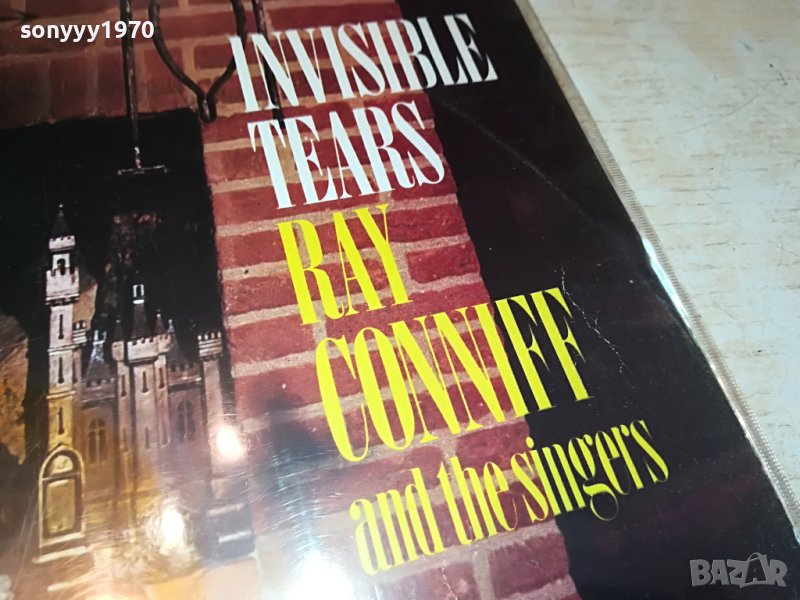 sonyyy1970
INVISIBLE
TEARS
RAY
CONNIFF
and the singers
BAZAR